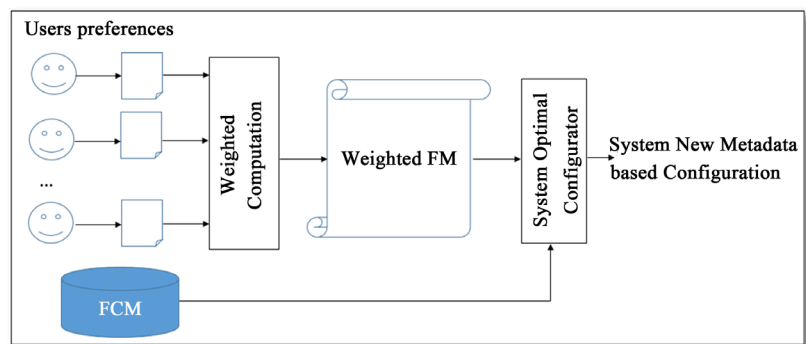 Users preferences
...
Weighted
Computation
Weighted FM
System Optimal
Configurator
System New Metadata
based Configuration
FCM